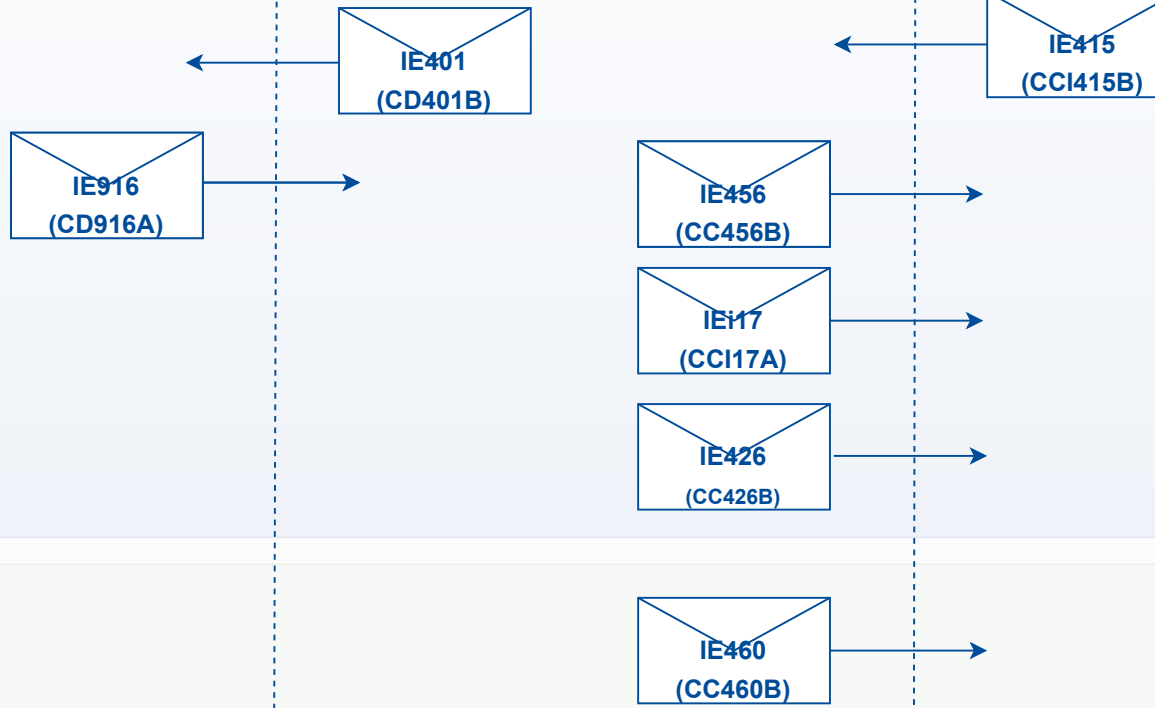 IE401
(CD401B)
IE415
(CCI415B)
IE916
(CD916A)
IE456
(CC456B)
IEi17
(CCI17A)
IE426
(CC426B)
IE460
(CC460B)